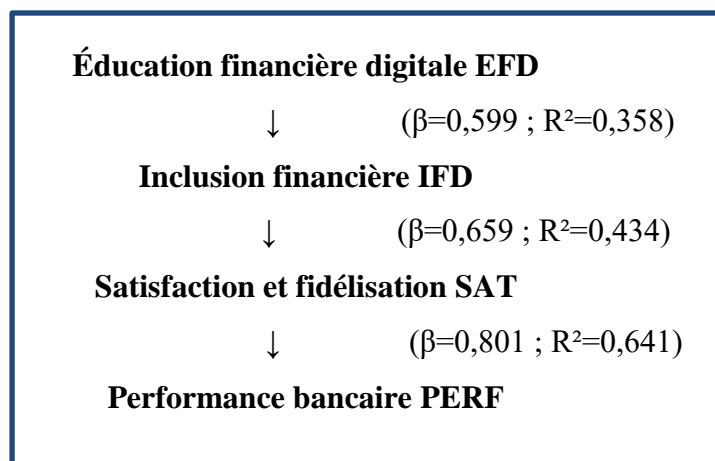 Éducation financière digitale EFD
↓ (β=0,599 ; R²=0,358)
Inclusion financière IFD
↓ (β=0,659 ; R²=0,434)
Satisfaction et fidélisation SAT
↓ (β=0,801 ; R²=0,641)
Performance bancaire PERF